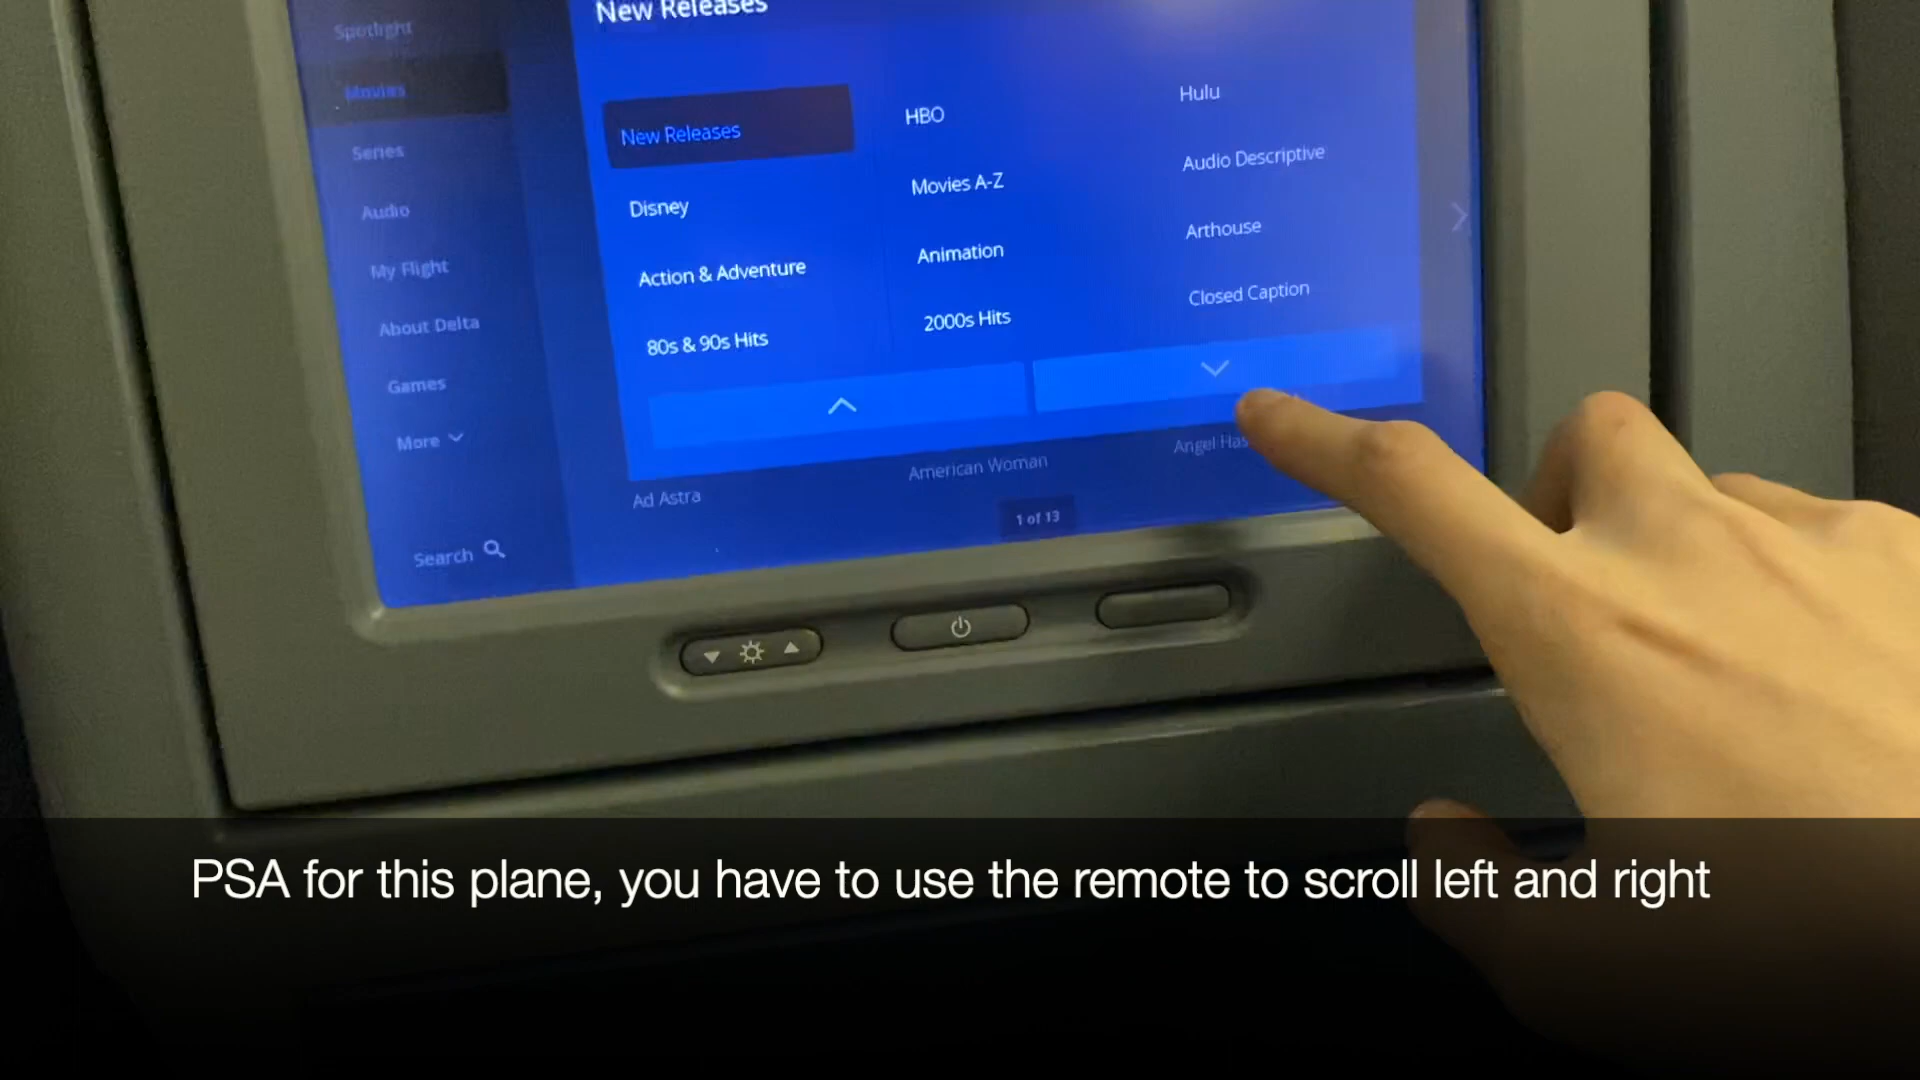 New Releases
Spotlight
Movies
Series
Audio
My Flight
About Delta
Games
More
Search
New Releases
Disney
Action & Adventure
80s & 90s Hits
HBO
Movies A-Z
Animation
2000s Hits
Hulu
Audio Descriptive
Arthouse
Closed Caption
Ad Astra
American Woman
Angel Has
1 of 13
PSA for this plane, you have to use the remote to scroll left and right